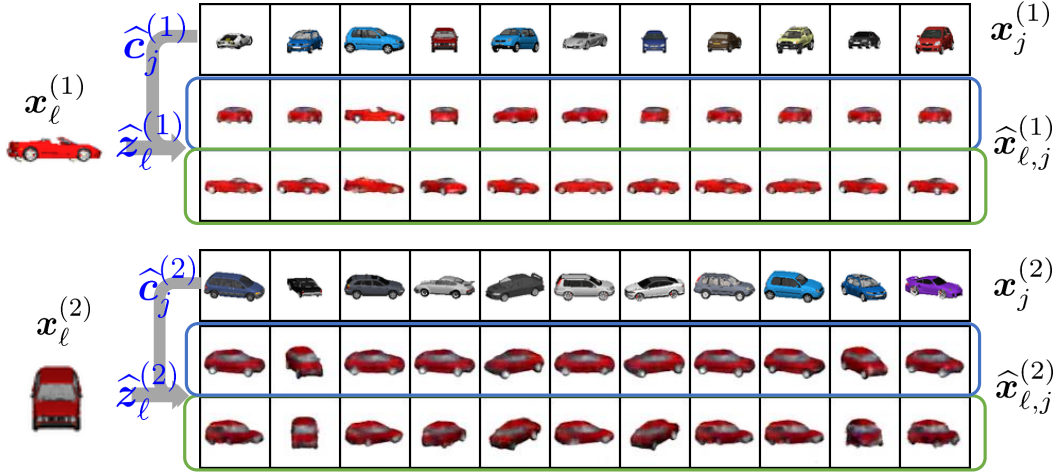 ĉ_j^(1)
x_j^(1)
x_ℓ^(1)
ẑ_ℓ^(1)
x̂_{ℓ,j}^(1)
ĉ_j^(2)
x_j^(2)
x_ℓ^(2)
ẑ_ℓ^(2)
x̂_{ℓ,j}^(2)